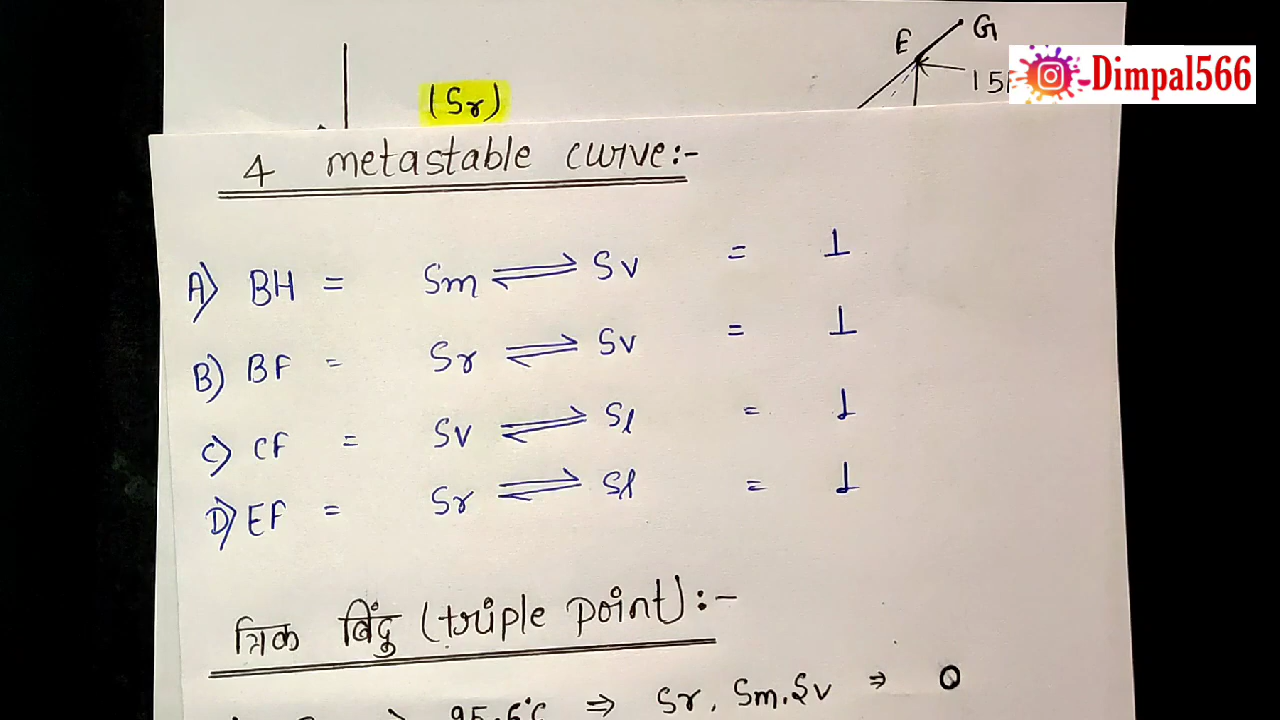 E G
(Sr)
-Dimpal566
4 metastable curve:-
A) BH = Sm ⇌ Sv = 1
B) BF = Sr ⇌ Sv = 1
C) CF = Sv ⇌ Sl = 1
D) EF = Sr ⇌ Sl = 1
त्रिक बिंदु (triple point):-
95.6°C ⇒ Sr, Sm, Sv ⇒ 0